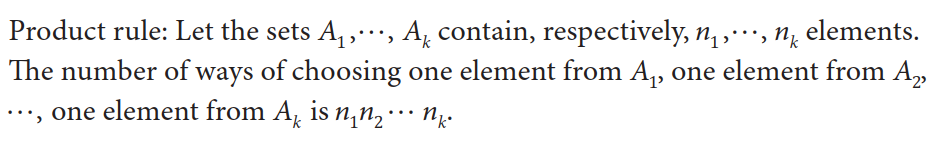 Product rule: Let the sets A₁,⋯, Aₖ contain, respectively, n₁,⋯, nₖ elements.
The number of ways of choosing one element from A₁, one element from A₂,
⋯, one element from Aₖ is n₁n₂⋯ nₖ.